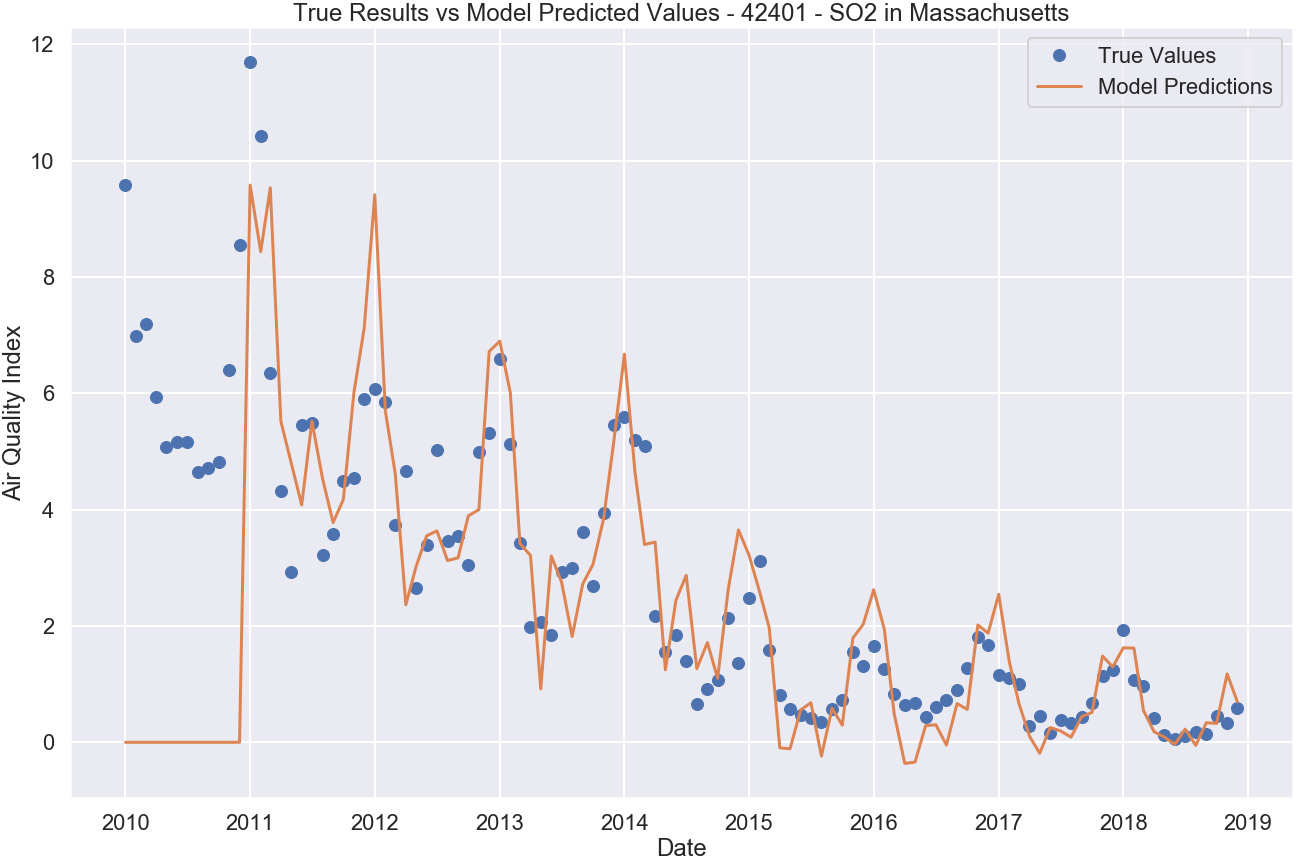 True Results vs Model Predicted Values - 42401 - SO2 in Massachusetts
True Values
Model Predictions
Air Quality Index
12
10
8
6
4
2
0
2010 2011 2012 2013 2014 2015 2016 2017 2018 2019
Date